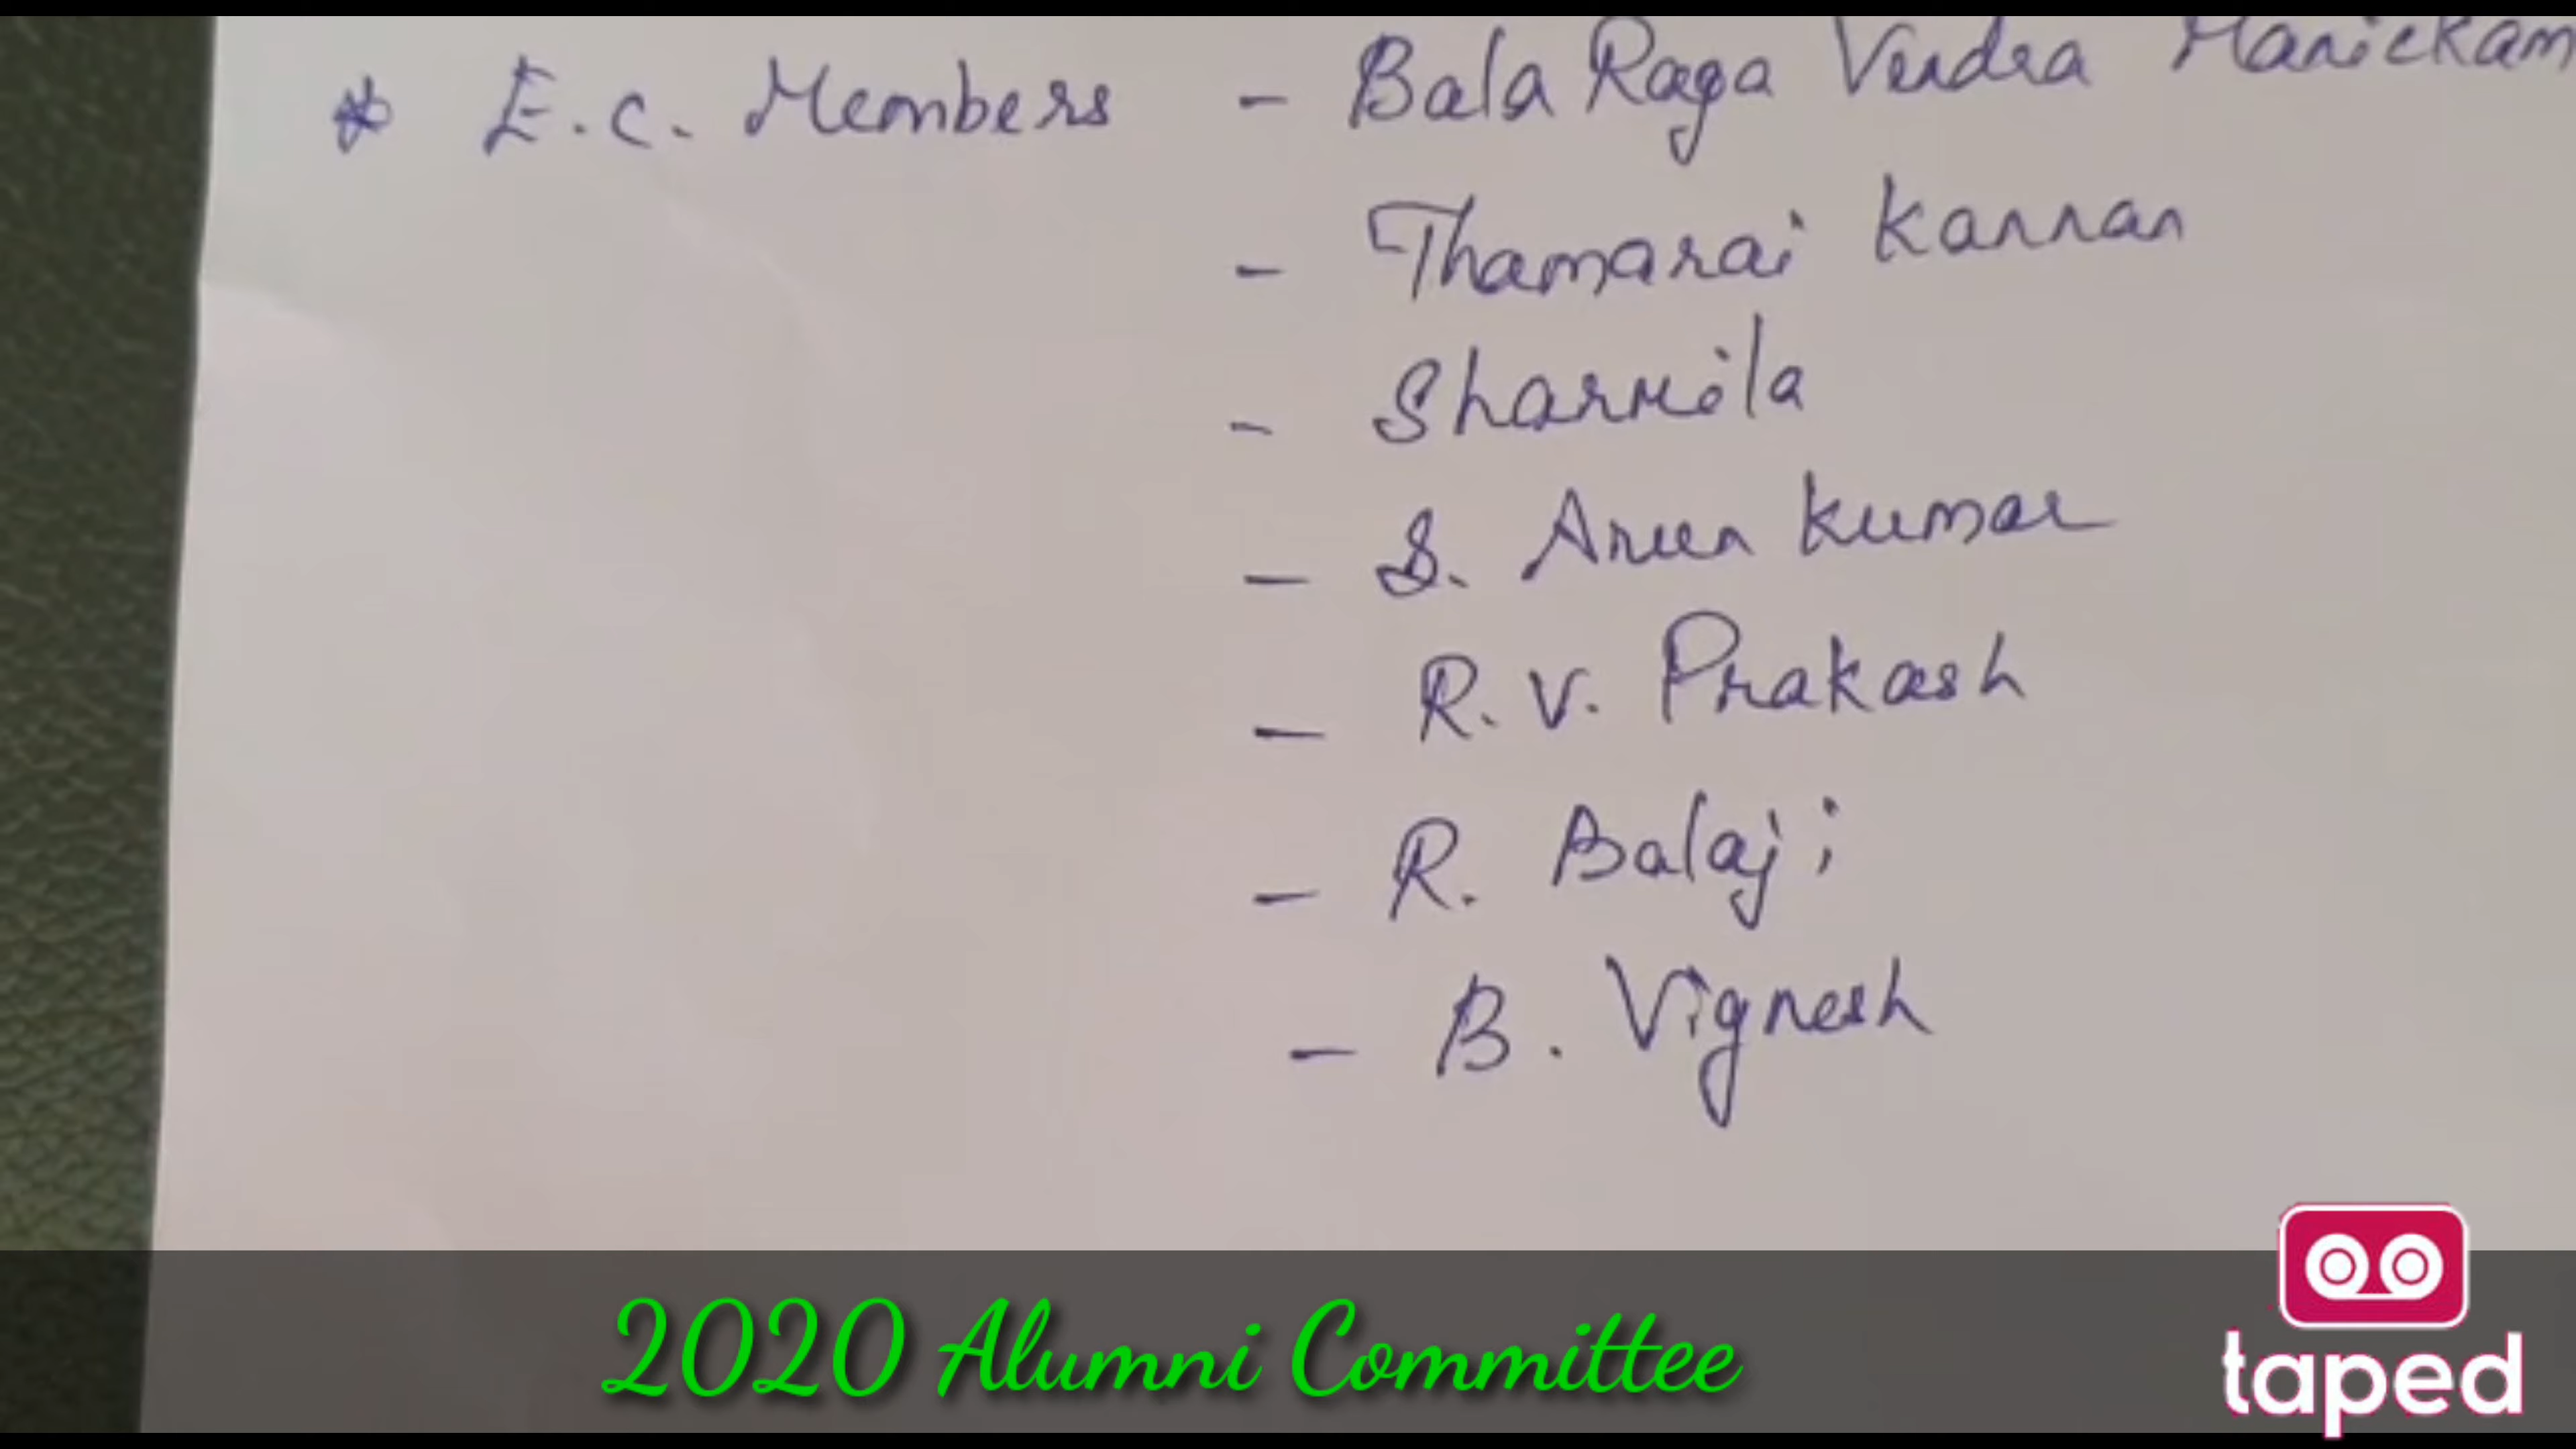 * E.C. Members - Bala Raga Vendra Manickam
- Thamarai Kannan
- Sharmila
- S. Arun Kumar
- R.V. Prakash
- R. Balaji
- B. Vignesh
2020 Alumni Committee
taped